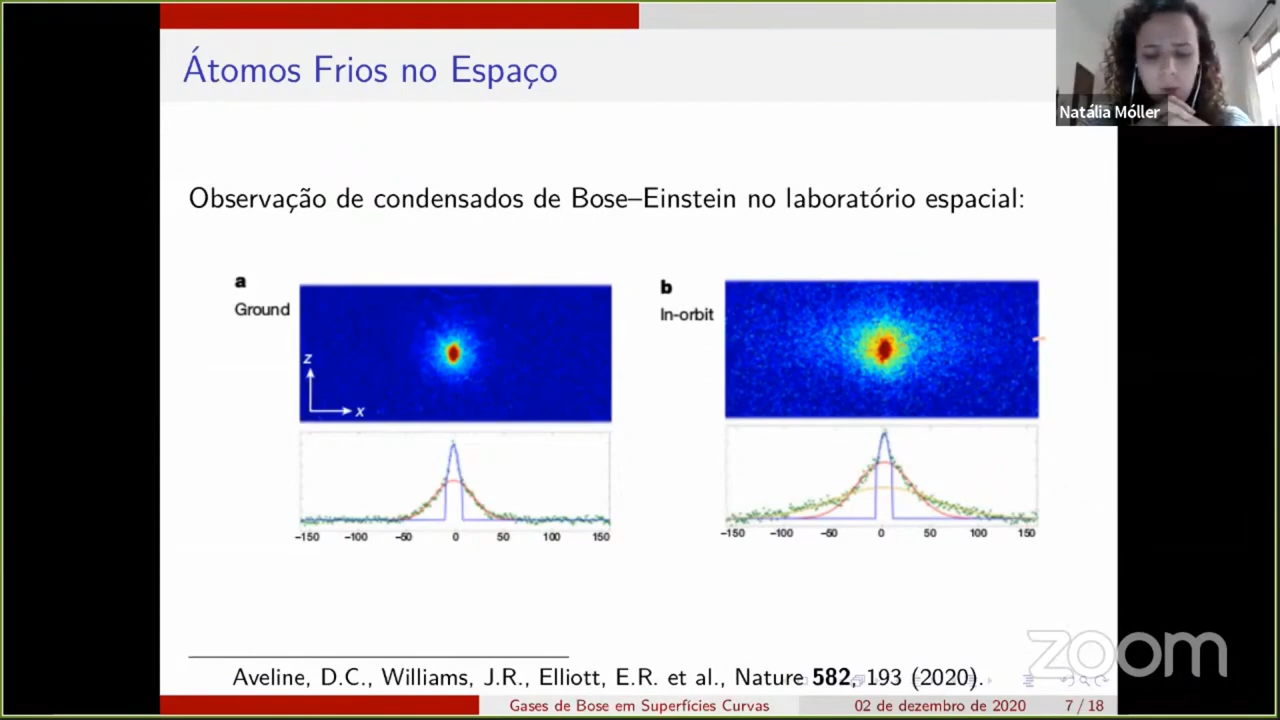 Átomos Frios no Espaço
Natália Móller
Observação de condensados de Bose–Einstein no laboratório espacial:
a
Ground
z
x
b
In-orbit
−150 −100 −50 0 50 100 150
−150 −100 −50 0 50 100 150
Aveline, D.C., Williams, J.R., Elliott, E.R. et al., Nature 582, 193 (2020).
zoom
Gases de Bose em Superfícies Curvas 02 de dezembro de 2020 7 / 18